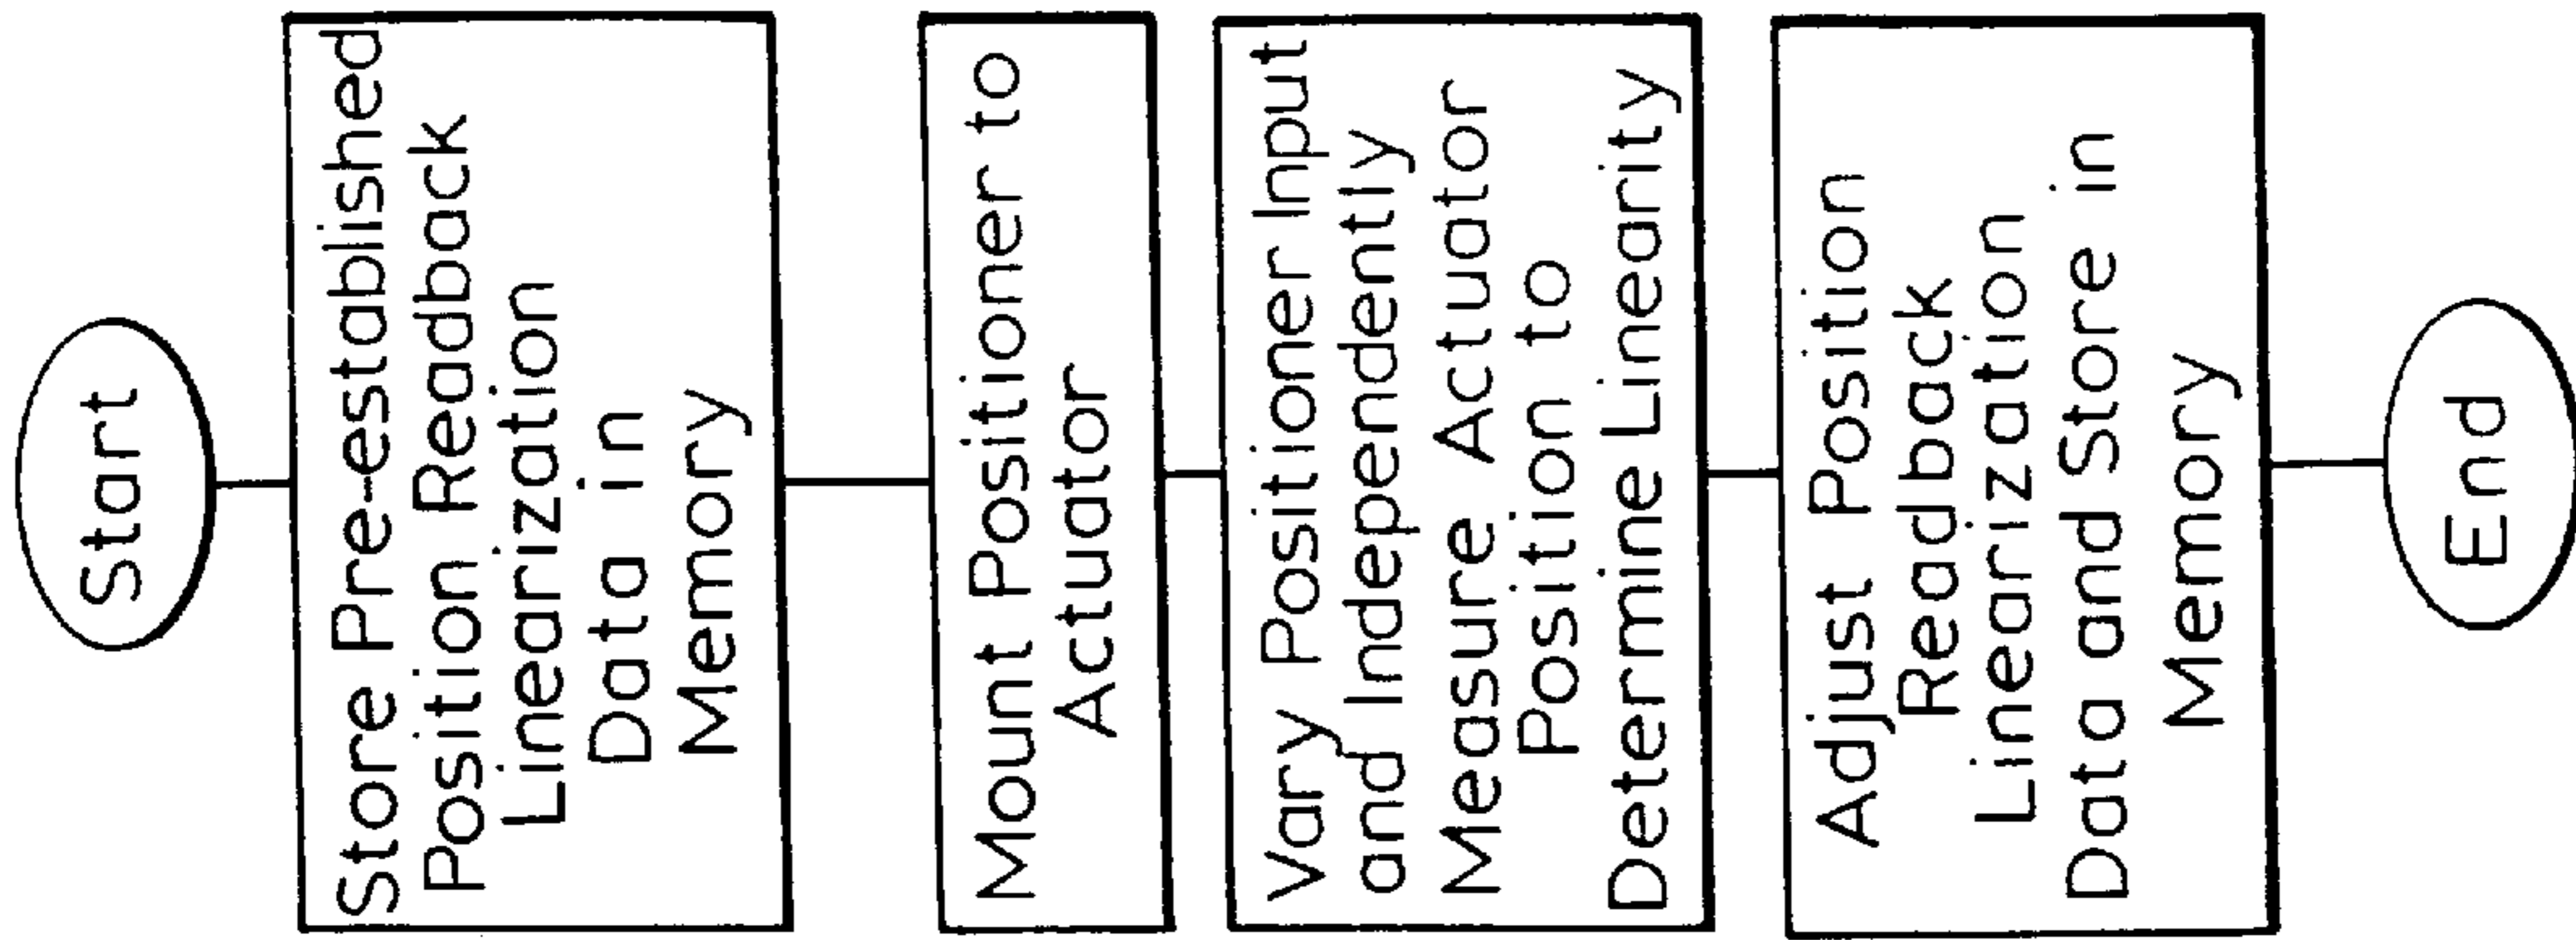 Start
Store Pre-established
Position Readback
Linearization
Data in
Memory
Mount Positioner to
Actuator
Vary Positioner Input
and Independently
Measure Actuator
Position to
Determine Linearity
Adjust Position
Readback
Linearization
Data and Store in
Memory
End